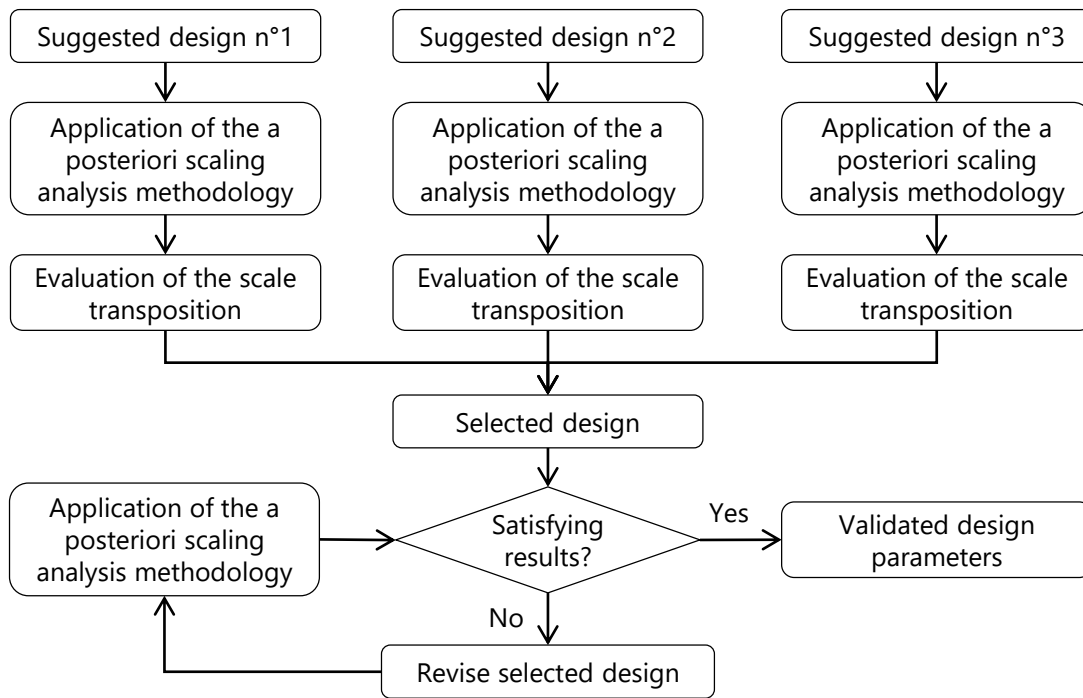 Suggested design n°1
Suggested design n°2
Suggested design n°3
Application of the a
posteriori scaling
analysis methodology
Application of the a
posteriori scaling
analysis methodology
Application of the a
posteriori scaling
analysis methodology
Evaluation of the scale
transposition
Evaluation of the scale
transposition
Evaluation of the scale
transposition
Selected design
Application of the a
posteriori scaling
analysis methodology
Satisfying
results?
Yes
Validated design
parameters
No
Revise selected design